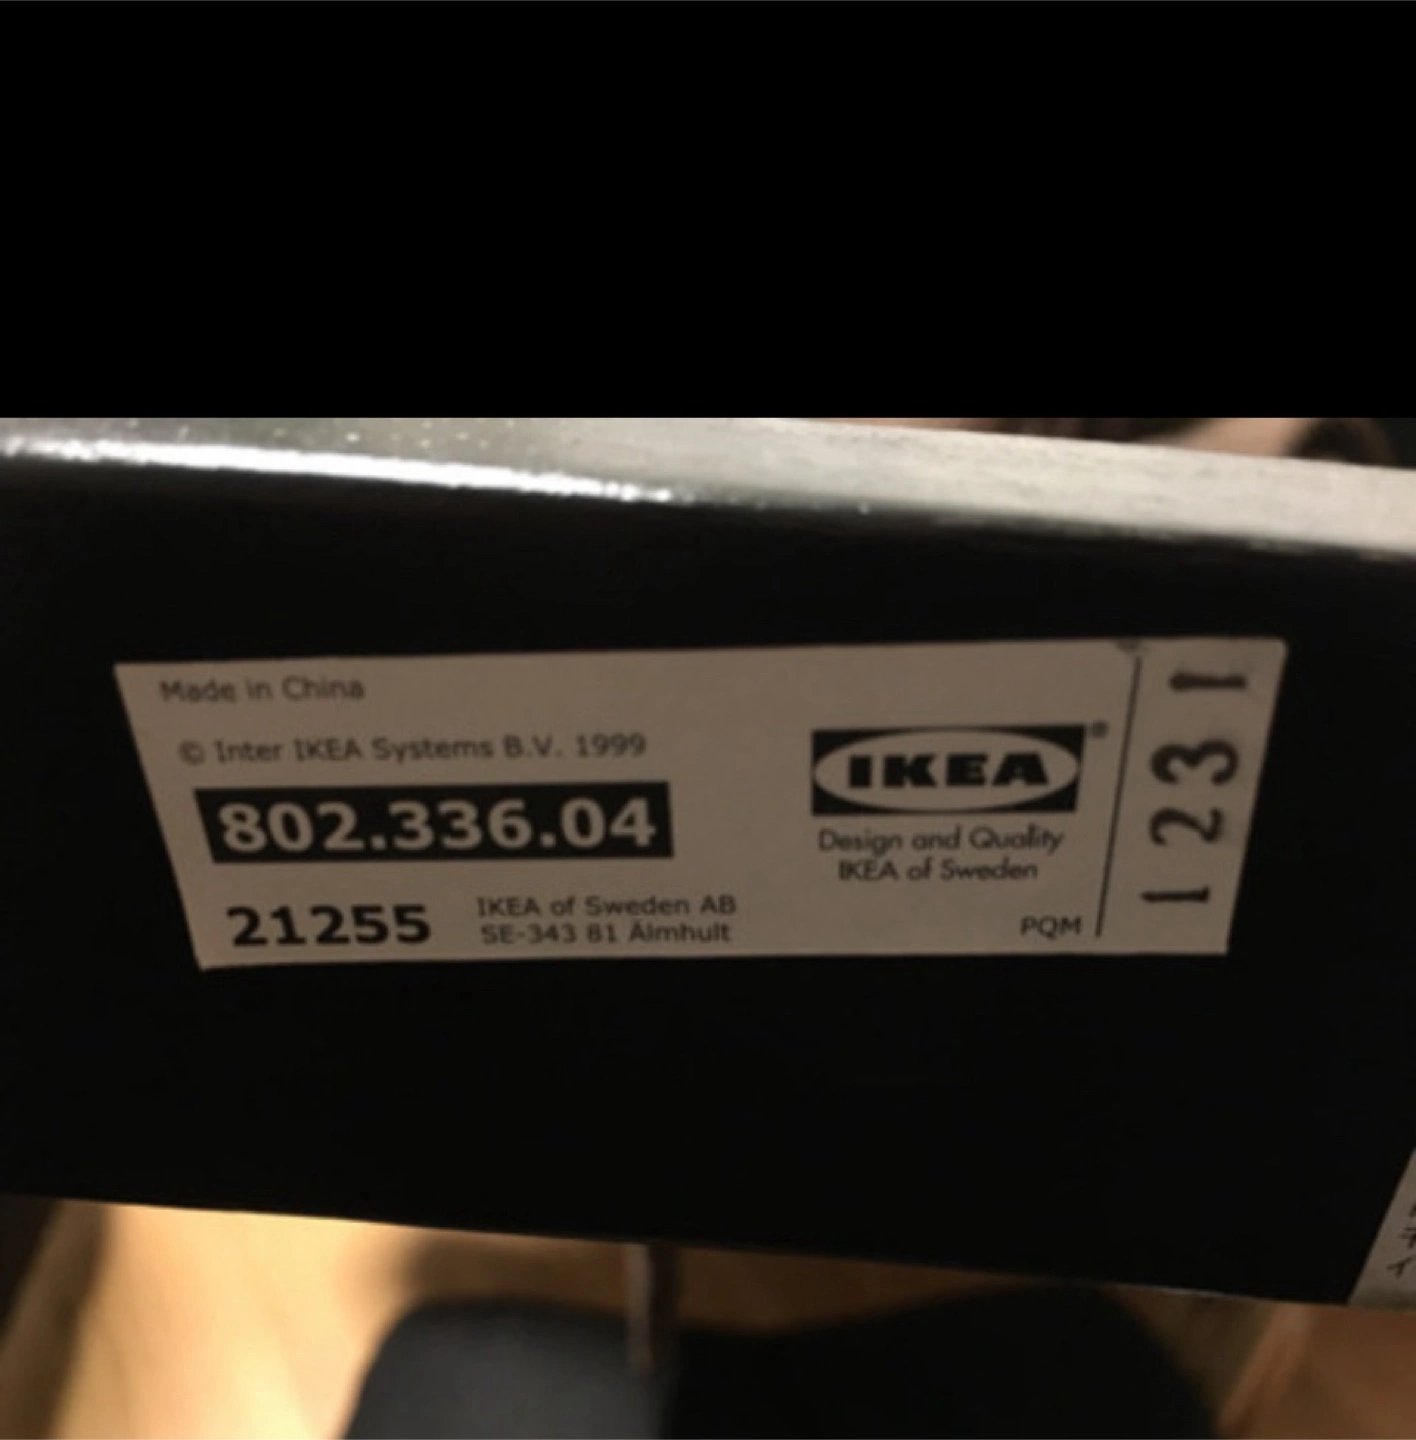 Made in China
© Inter IKEA Systems B.V. 1999
802.336.04
21255
IKEA of Sweden AB
SE-343 81 Älmhult
IKEA®
Design and Quality
IKEA of Sweden
PQM
1231